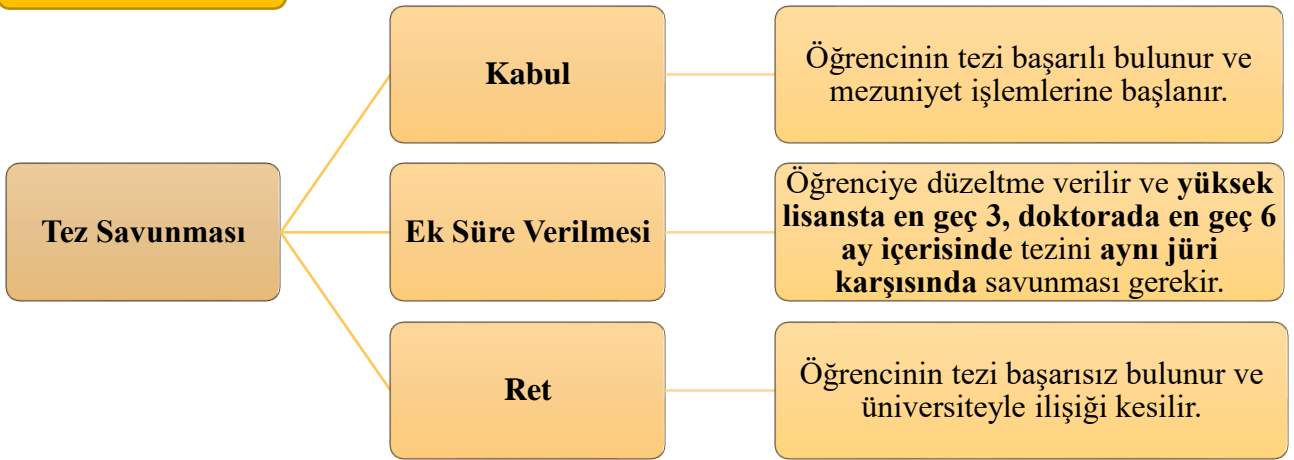 Kabul
Öğrencinin tezi başarılı bulunur ve
mezuniyet işlemlerine başlanır.
Tez Savunması
Ek Süre Verilmesi
Öğrenciye düzeltme verilir ve yüksek
lisansta en geç 3, doktorada en geç 6
ay içerisinde tezini aynı jüri
karşısında savunması gerekir.
Ret
Öğrencinin tezi başarısız bulunur ve
üniversiteyle ilişiği kesilir.